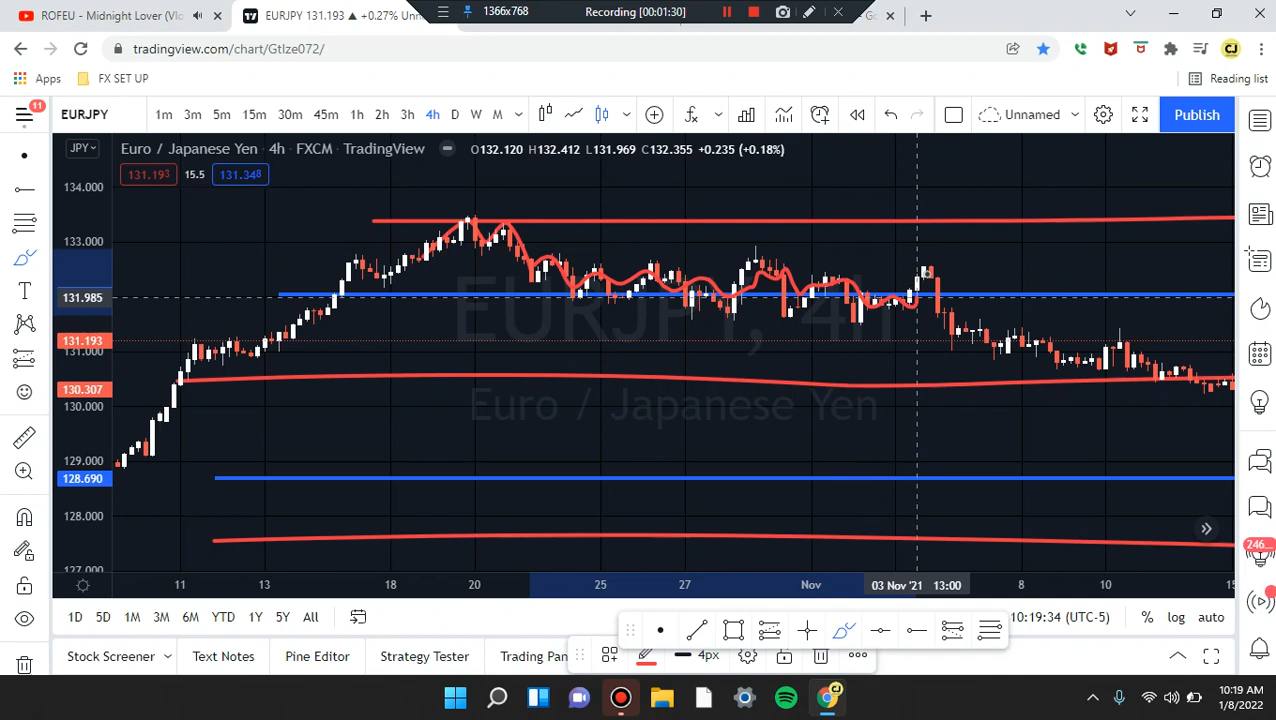 ROFEU - Midnight Lover (Vid
EURJPY 131.193 ▲ +0.27% Unn
1366x768
Recording [00:01:30]
tradingview.com/chart/Gtlze072/
Apps
FX SET UP
Reading list
11
EURJPY
1m 3m 5m 15m 30m 45m 1h 2h 3h 4h D W M
Unnamed
Publish
JPY
Euro / Japanese Yen · 4h · FXCM · TradingView
O132.120 H132.412 L131.969 C132.355 +0.235 (+0.18%)
131.193
15.5
131.348
134.000
133.000
131.985
131.193
131.000
130.307
130.000
129.000
128.690
128.000
127.000
EURJPY, 4h
Euro / Japanese Yen
11 13 18 20 25 27 Nov 03 Nov '21 13:00 8 10 15
246
1D 5D 1M 3M 6M YTD 1Y 5Y All
10:19:34 (UTC-5)
% log auto
Stock Screener
Text Notes
Pine Editor
Strategy Tester
Trading Pan
4px
CJ
10:19 AM
1/8/2022